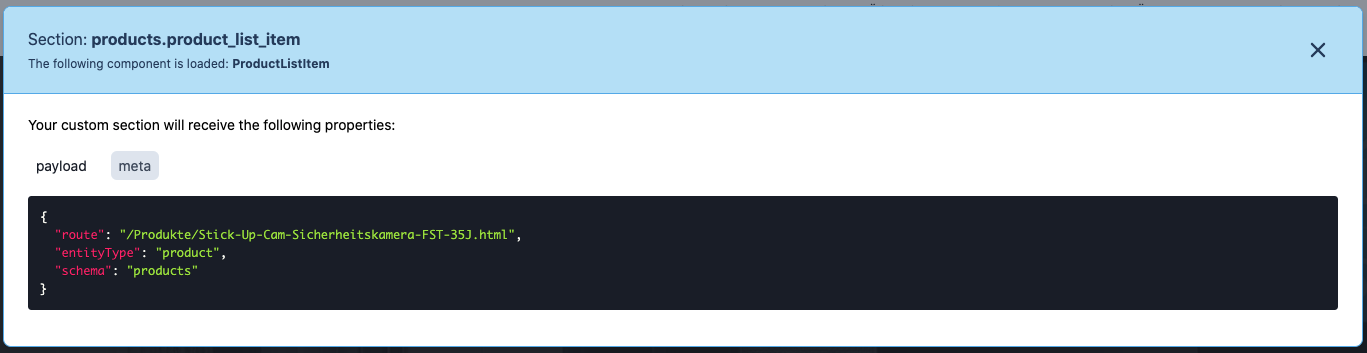 Section: products.product_list_item
The following component is loaded: ProductListItem
Your custom section will receive the following properties:
payload meta
{
"route": "/Produkte/Stick-Up-Cam-Sicherheitskamera-FST-35J.html",
"entityType": "product",
"schema": "products"
}